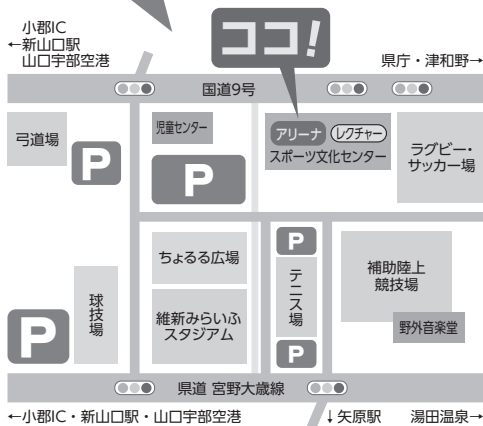 小郡IC
←新山口駅
山口宇部空港
ココ!
県庁・津和野→
国道9号
弓道場
P
児童センター
P
アリーナ
レクチャー
スポーツ文化センター
ラグビー・
サッカー場
ちょるる広場
P
テニス場
補助陸上
競技場
球技場
維新みらいふ
スタジアム
野外音楽堂
P
P
県道 宮野大歳線
←小郡IC・新山口駅・山口宇部空港
↓矢原駅
湯田温泉→